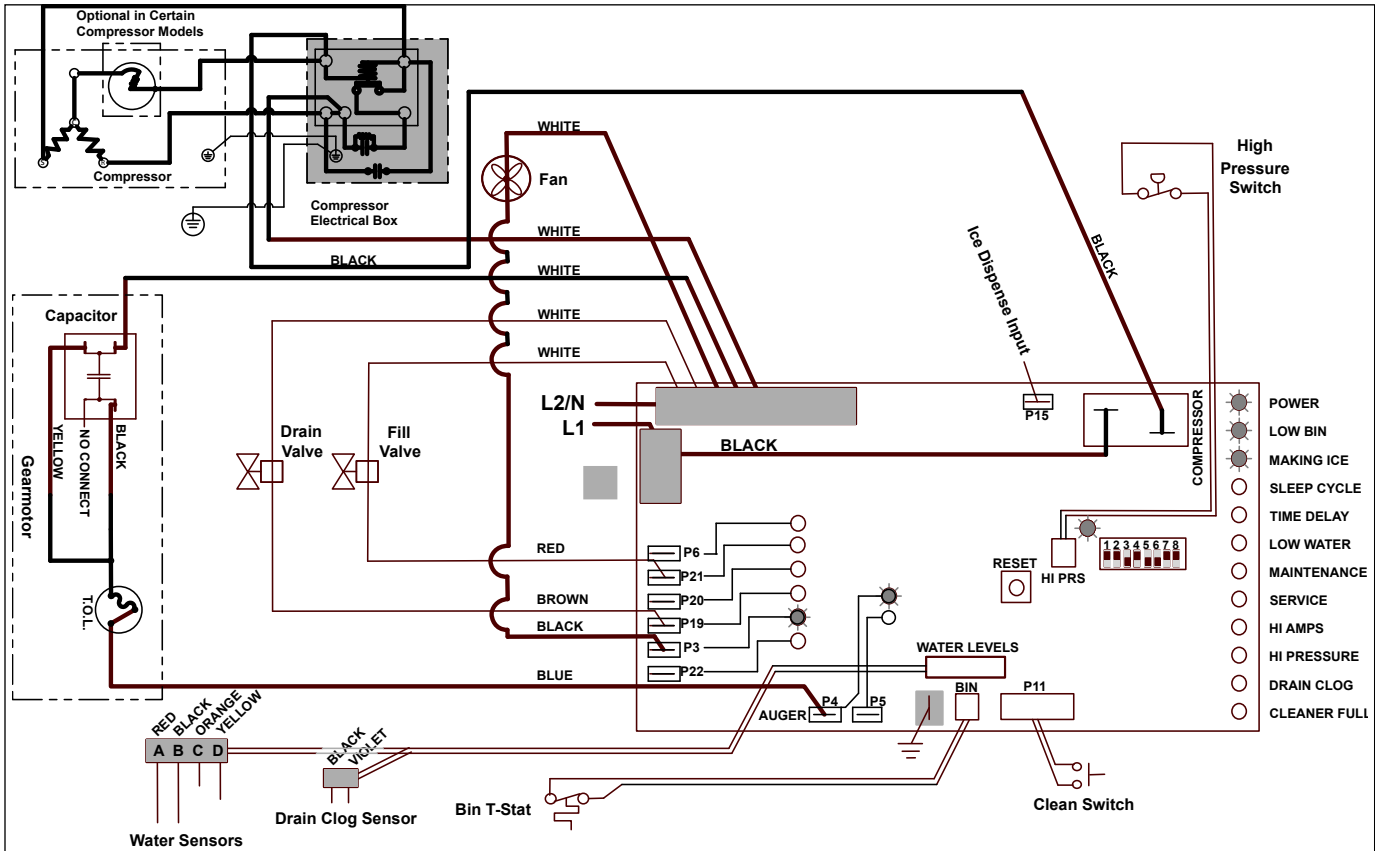 Optional in Certain
Compressor Models
Compressor
Compressor
Electrical Box
WHITE
Fan
WHITE
BLACK
WHITE
WHITE
WHITE
High
Pressure
Switch
BLACK
Ice Dispense Input
Capacitor
YELLOW
NO CONNECT
BLACK
Gearmotor
T.O.L.
Drain
Valve
Fill
Valve
L2/N
L1
BLACK
P15
COMPRESSOR
POWER
LOW BIN
MAKING ICE
SLEEP CYCLE
TIME DELAY
LOW WATER
MAINTENANCE
SERVICE
HI AMPS
HI PRESSURE
DRAIN CLOG
CLEANER FULL
1 2 3 4 5 6 7 8
RESET
HI PRS
RED
P6
P21
P20
BROWN
P19
BLACK
P3
P22
BLUE
WATER LEVELS
AUGER
P4
P5
BIN
P11
RED
BLACK
ORANGE
YELLOW
A B C D
BLACK
VIOLET
Water Sensors
Drain Clog Sensor
Bin T-Stat
Clean Switch